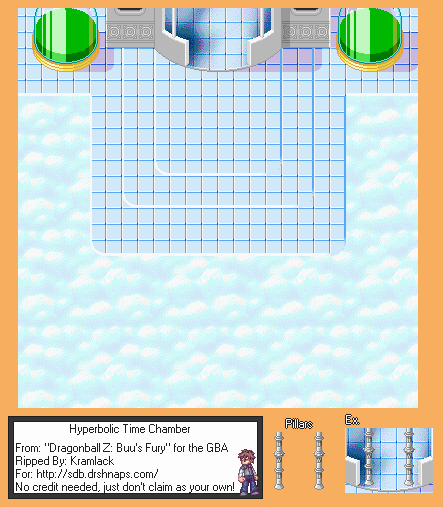 Hyperbolic Time Chamber
From: "Dragonball Z: Buu's Fury" for the GBA
Ripped By: Kramlack
For: http://sdb.drshnaps.com/
No credit needed, just don't claim as your own!
Pillars
Ex.